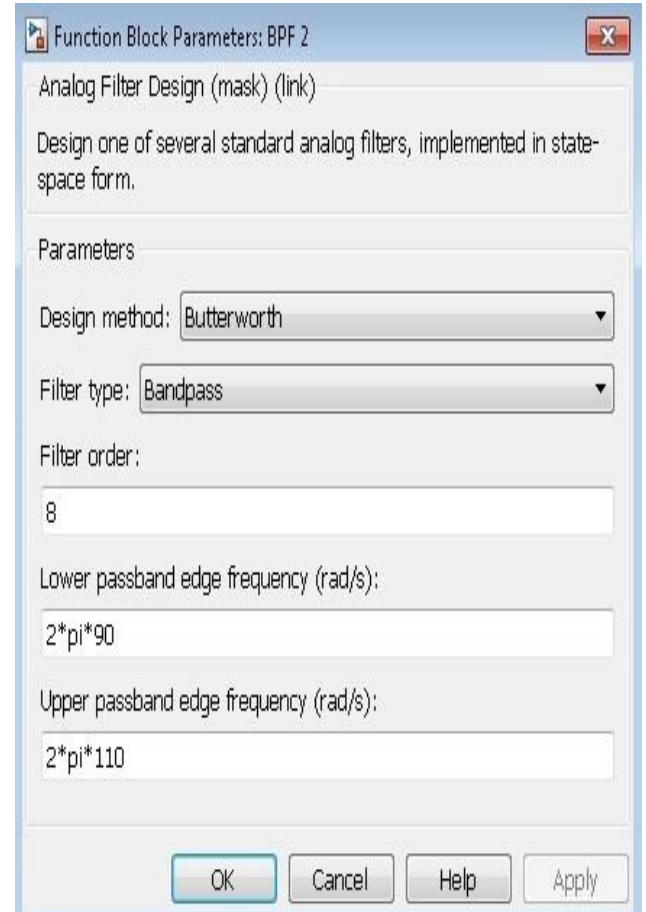 Function Block Parameters: BPF 2
Analog Filter Design (mask) (link)
Design one of several standard analog filters, implemented in state-
space form.
Parameters
Design method: Butterworth
Filter type: Bandpass
Filter order:
8
Lower passband edge frequency (rad/s):
2*pi*90
Upper passband edge frequency (rad/s):
2*pi*110
OK Cancel Help Apply